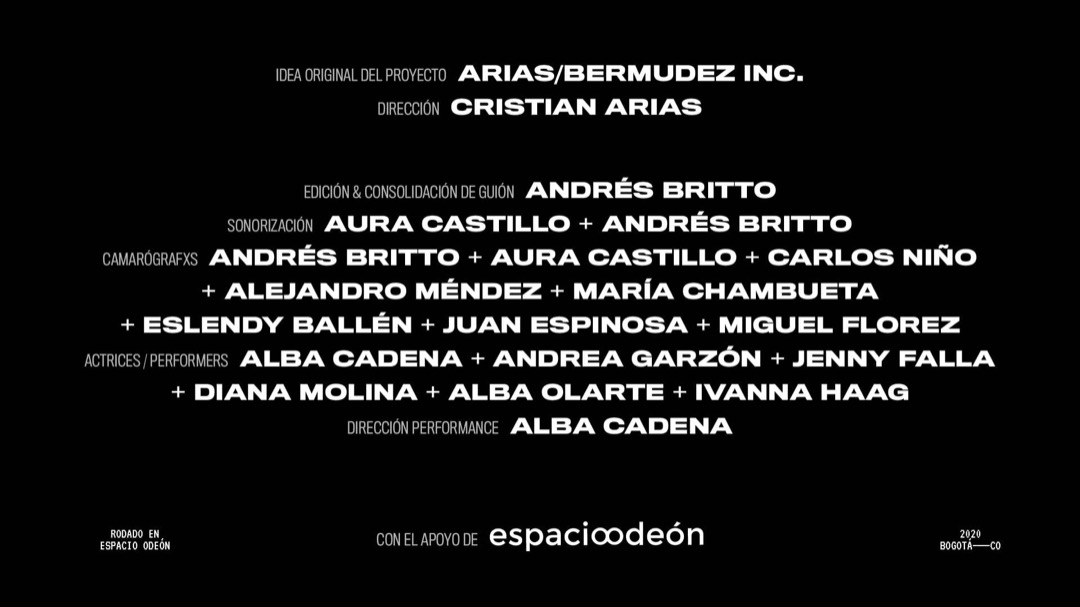 IDEA ORIGINAL DEL PROYECTO ARIAS/BERMUDEZ INC.
DIRECCIÓN CRISTIAN ARIAS
EDICIÓN & CONSOLIDACIÓN DE GUIÓN ANDRÉS BRITTO
SONORIZACIÓN AURA CASTILLO + ANDRÉS BRITTO
CAMARÓGRAFXS ANDRÉS BRITTO + AURA CASTILLO + CARLOS NIÑO
+ ALEJANDRO MÉNDEZ + MARÍA CHAMBUETA
+ ESLENDY BALLÉN + JUAN ESPINOSA + MIGUEL FLOREZ
ACTRICES / PERFORMERS ALBA CADENA + ANDREA GARZÓN + JENNY FALLA
+ DIANA MOLINA + ALBA OLARTE + IVANNA HAAG
DIRECCIÓN PERFORMANCE ALBA CADENA
RODADO EN
ESPACIO ODEÓN
CON EL APOYO DE espacioodeón
2020
BOGOTÁ——CO